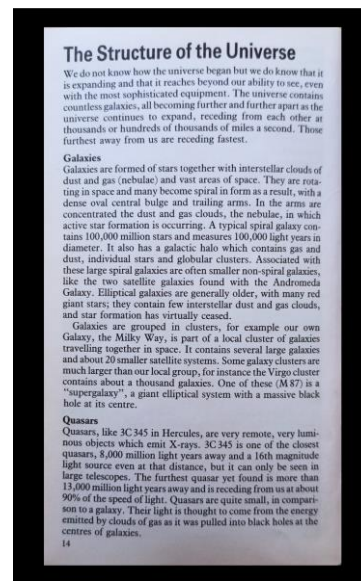 The Structure of the Universe
We do not know how the universe began but we do know that it
is expanding and that it reaches beyond our ability to see, even
with the most sophisticated equipment. The universe contains
countless galaxies, all becoming further and further apart as the
universe continues to expand, receding from each other at
thousands or hundreds of thousands of miles a second. Those
furthest away from us are receding fastest.
Galaxies
Galaxies are formed of stars together with interstellar clouds of
dust and gas (nebulae) and vast areas of space. They are rota-
ting in space and many become spiral in form as a result, with a
dense oval central bulge and trailing arms. In the arms are
concentrated the dust and gas clouds, the nebulae, in which
active star formation is occurring. A typical spiral galaxy con-
tains 100,000 million stars and measures 100,000 light years in
diameter. It also has a galactic halo which contains gas and
dust, individual stars and globular clusters. Associated with
these large spiral galaxies are often smaller non-spiral galaxies,
like the two satellite galaxies found with the Andromeda
Galaxy. Elliptical galaxies are generally older, with many red
giant stars; they contain few interstellar dust and gas clouds,
and star formation has virtually ceased.
Galaxies are grouped in clusters, for example our own
Galaxy, the Milky Way, is part of a local cluster of galaxies
travelling together in space. It contains several large galaxies
and about 20 smaller satellite systems. Some galaxy clusters are
much larger than our local group, for instance the Virgo cluster
contains about a thousand galaxies. One of these (M 87) is a
"supergalaxy", a giant elliptical system with a massive black
hole at its centre.
Quasars
Quasars, like 3C 345 in Hercules, are very remote, very lumi-
nous objects which emit X-rays. 3C 345 is one of the closest
quasars, 8,000 million light years away and a 16th magnitude
light source even at that distance, but it can only be seen in
large telescopes. The furthest quasar yet found is more than
13,000 million light years away and is receding from us at about
90% of the speed of light. Quasars are quite small, in compari-
son to a galaxy. Their light is thought to come from the energy
emitted by clouds of gas as it was pulled into black holes at the
centres of galaxies.
14